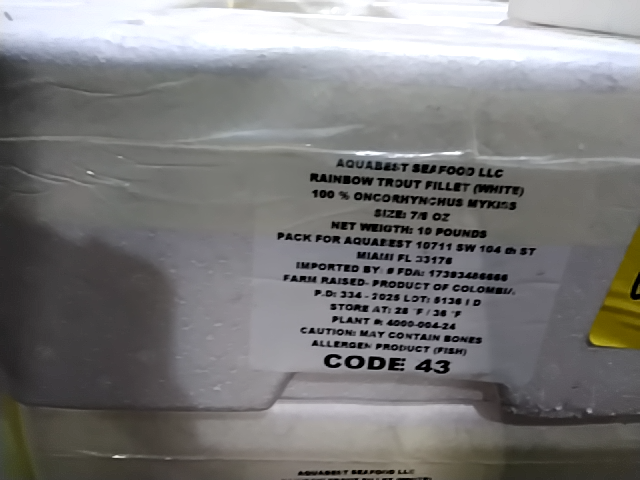 AQUABEST SEAFOOD LLC
RAINBOW TROUT FILLET (WHITE)
100 % ONCORHYNCHUS MYKISS
SIZE: 7/8 OZ
NET WEIGTH: 10 POUNDS
PACK FOR AQUABEST 10711 SW 104 th ST
MIAMI FL 33176
IMPORTED BY: # FDA:
FARM RAISED- PRODUCT OF COLOMBIA.
P.D: 334 - 2025 LOT: 5136 I D
STORE AT: 28 °F / 38 °F
PLANT #: 4000-004-24
CAUTION: MAY CONTAIN BONES
ALLERGEN PRODUCT (FISH)
CODE 43
AQUABEST SEAFOOD LLC